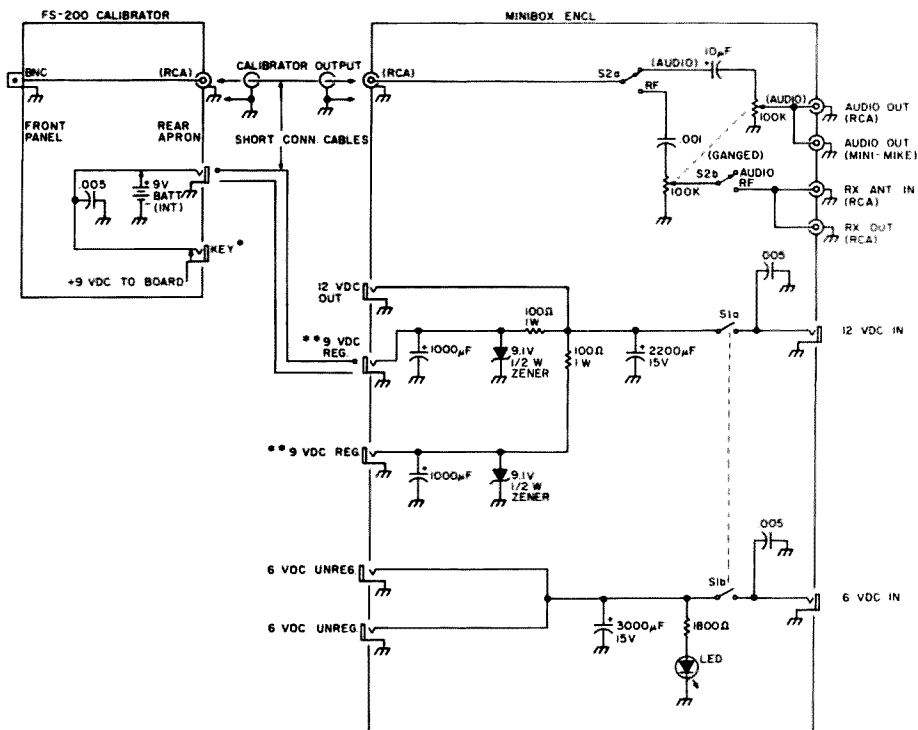 FS-200 CALIBRATOR
MINIBOX ENCL
BNC
(RCA)
CALIBRATOR OUTPUT
(RCA)
FRONT
PANEL
REAR
APRON
SHORT CONN. CABLES
.005
+
9V
BATT
(INT)
-
KEY*
+9 VDC TO BOARD
S2a
(AUDIO)
RF
10μF
+
(AUDIO)
100K
.001
(GANGED)
100K
S2b
AUDIO
RF
AUDIO OUT
(RCA)
AUDIO OUT
(MINI-MIKE)
RX ANT IN
(RCA)
RX OUT
(RCA)
12 VDC
OUT
**9 VDC
REG.
+1000μF
9.1V
1/2 W
ZENER
100Ω
1W
100Ω
1W
+2200μF
15V
S1a
.005
12 VDC IN
**9 VDC REG.
+1000μF
9.1V
1/2 W
ZENER
6 VDC UNREG.
6 VDC UNREG.
+3000μF
15V
1800Ω
LED
S1b
.005
6 VDC IN